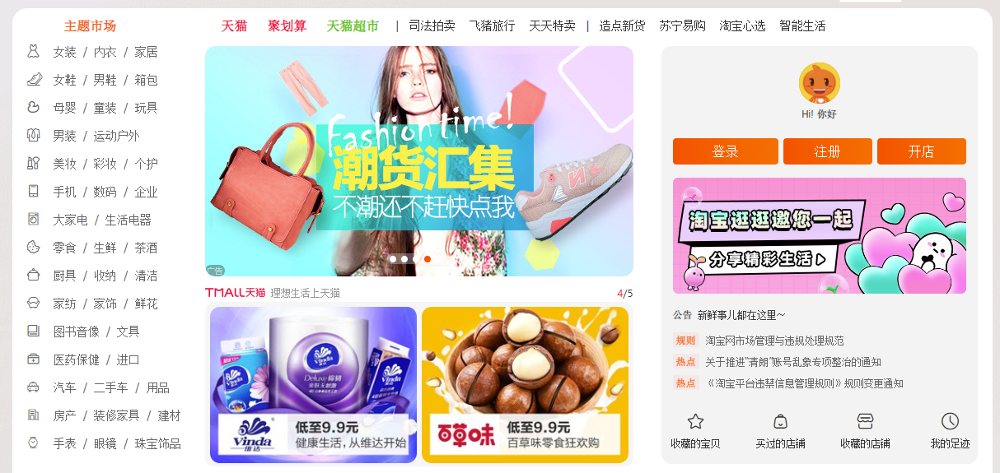 主题市场
天猫 聚划算 天猫超市 | 司法拍卖 飞猪旅行 天天特卖 | 造点新货 苏宁易购 淘宝心选 智能生活
女装 / 内衣 / 家居
女鞋 / 男鞋 / 箱包
母婴 / 童装 / 玩具
男装 / 运动户外
美妆 / 彩妆 / 个护
手机 / 数码 / 企业
大家电 / 生活电器
零食 / 生鲜 / 茶酒
厨具 / 收纳 / 清洁
家纺 / 家饰 / 鲜花
图书音像 / 文具
医药保健 / 进口
汽车 / 二手车 / 用品
房产 / 装修家具 / 建材
手表 / 眼镜 / 珠宝饰品
Fashion time!
潮货汇集
不潮还不赶快点我
广告
TMALL天猫 理想生活上天猫 4/5
Vinda
Deluxe 棉韧
亲肤无刺激
Vinda
维达
低至9.9元
健康生活，从维达开始
百草味
低至9.9元
百草味零食狂欢购
Hi! 你好
登录 注册 开店
淘宝逛逛邀您一起
分享精彩生活
公告 新鲜事儿都在这里～
规则 淘宝网市场管理与违规处理规范
热点 关于推进“清朗”账号乱象专项整治的通知
热点 《淘宝平台违禁信息管理规则》规则变更通知
收藏的宝贝 买过的店铺 收藏的店铺 我的足迹